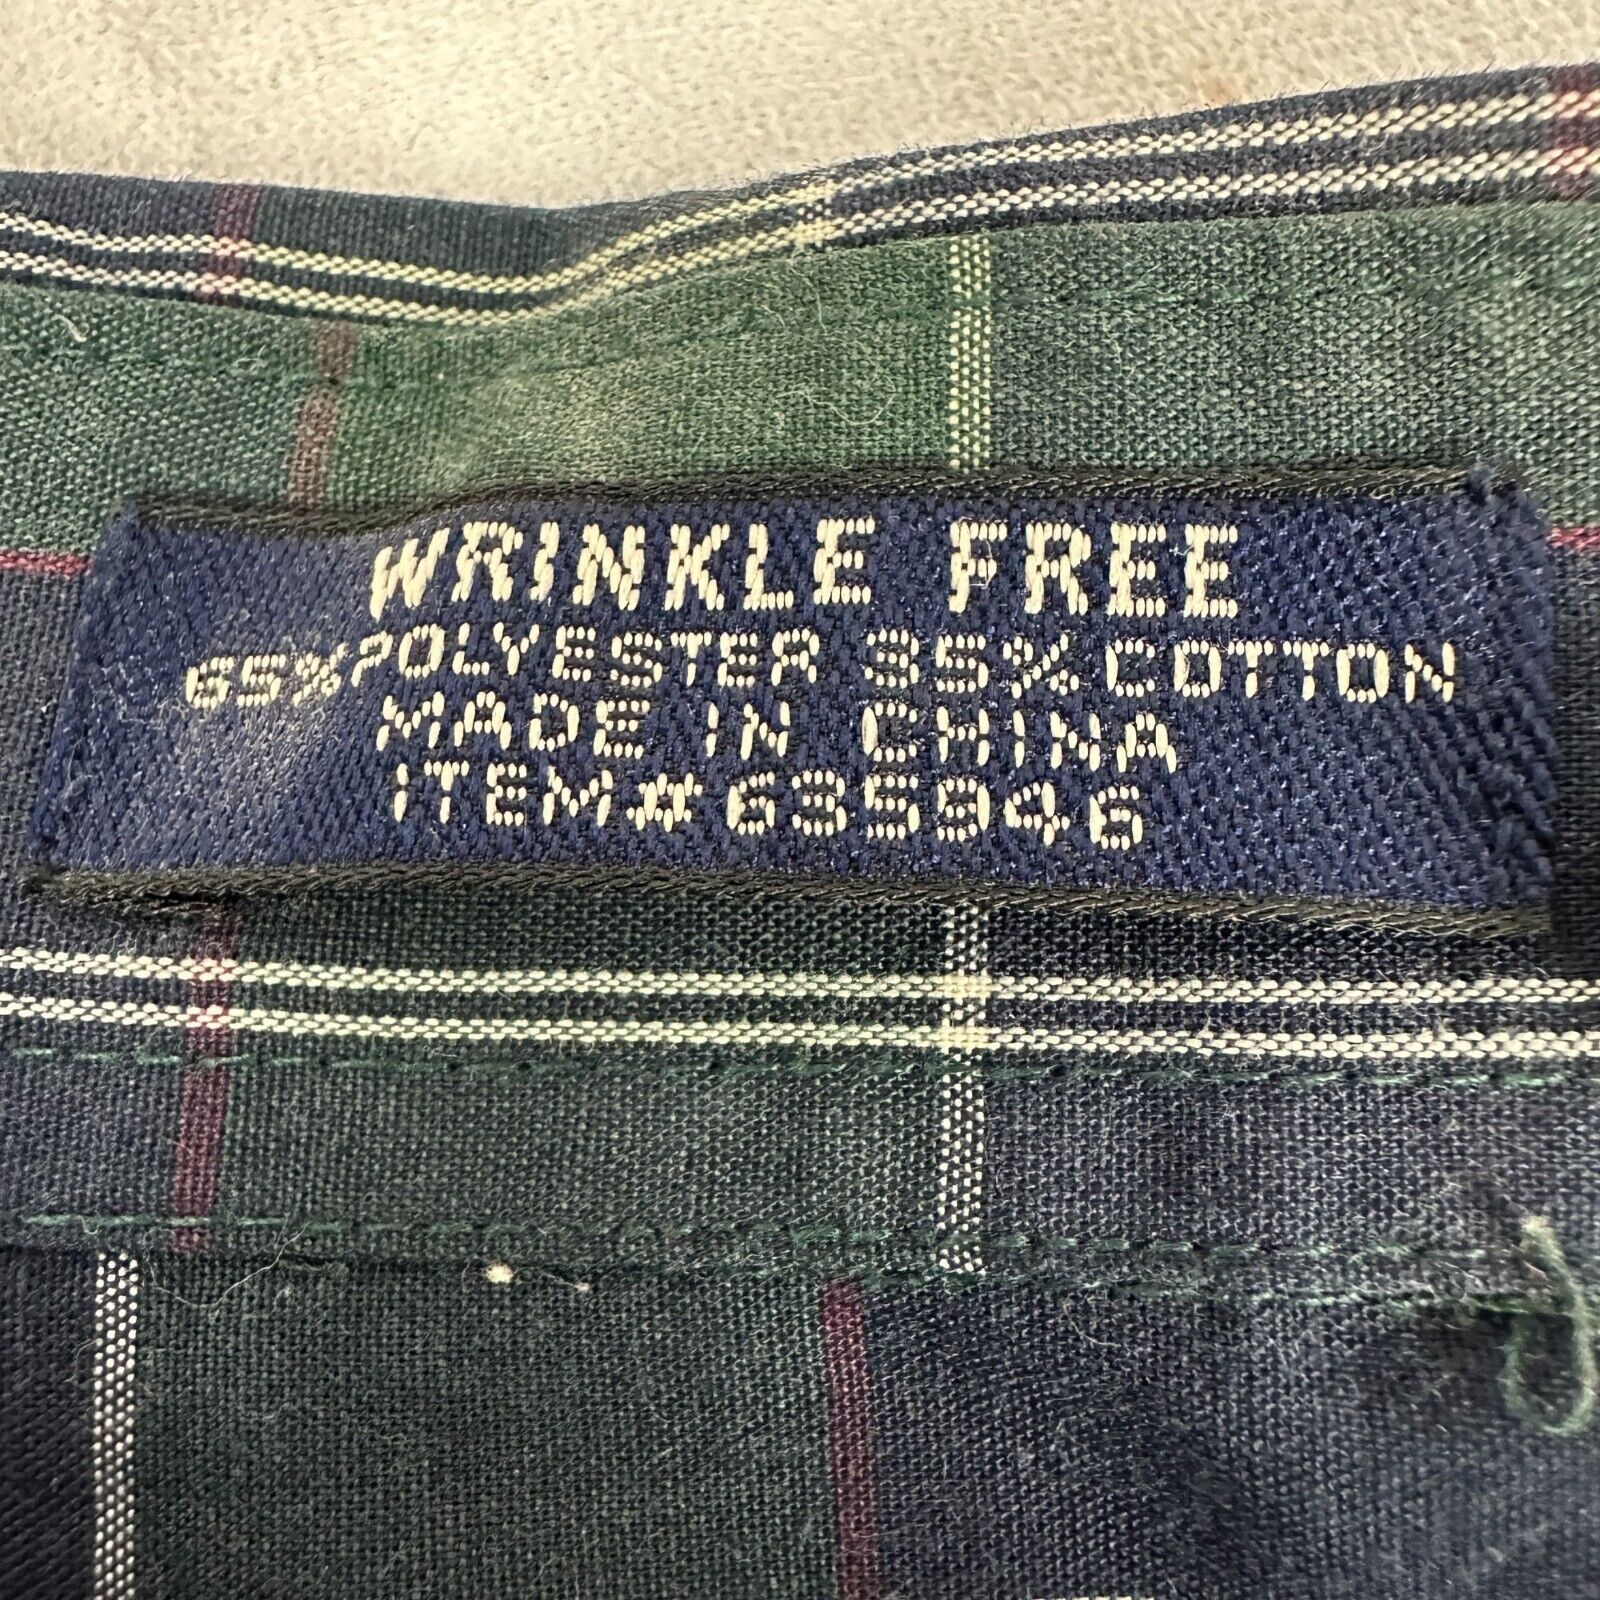 WRINKLE FREE
65% POLYESTER 35% COTTON
MADE IN CHINA
ITEM# 635946